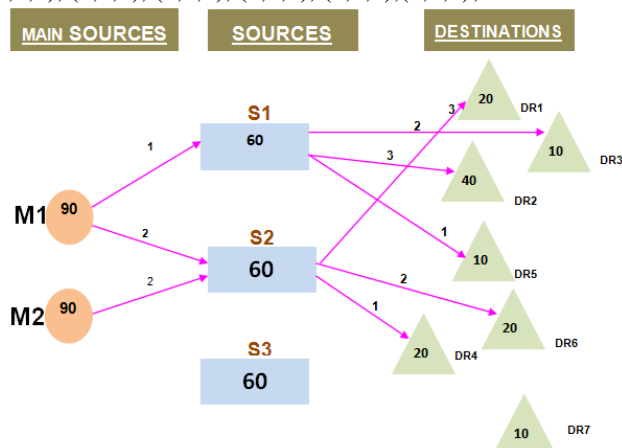 MAIN SOURCES
SOURCES
DESTINATIONS
S1
60
M1
90
S2
60
M2
90
S3
60
1
2
2
2
3
1
3
2
1
20
DR1
10
DR3
40
DR2
10
DR5
20
DR6
20
DR4
10
DR7